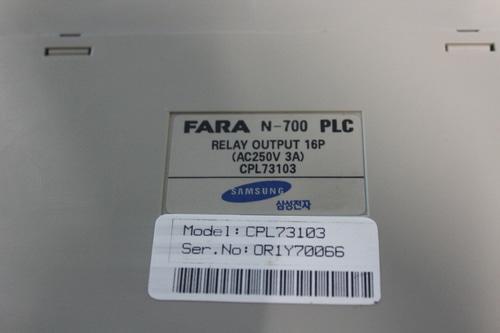 FARA N-700 PLC
RELAY OUTPUT 16P
(AC250V 3A)
CPL73103
SAMSUNG
삼성전자
Model:CPL73103
Ser.No:OR1Y70066